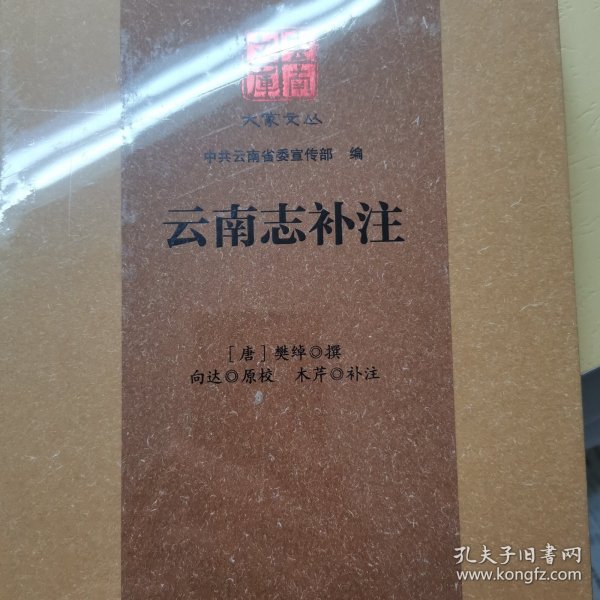 云南文库
大家文丛
中共云南省委宣传部 编
云南志补注
[唐]樊绰◎撰
向达◎原校 木芹◎补注
孔夫子旧书网
www.kongfz.com